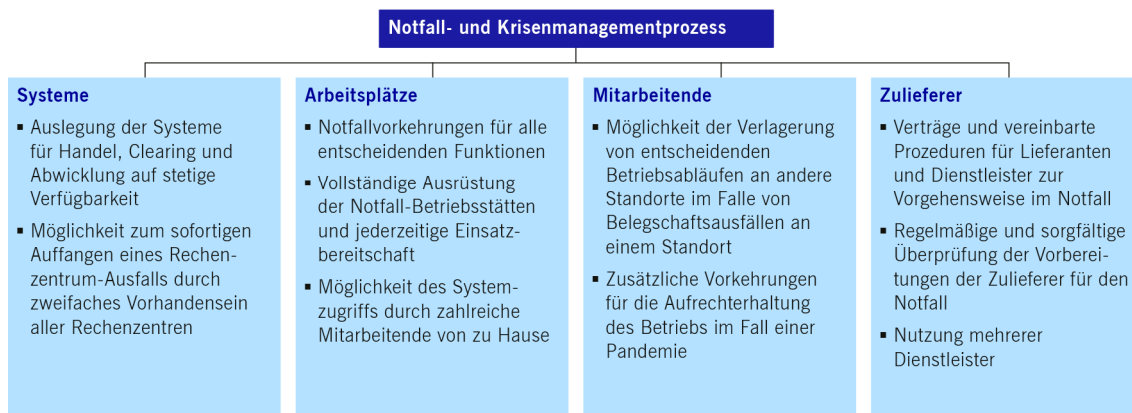 Notfall- und Krisenmanagementprozess
Systeme
▪ Auslegung der Systeme
für Handel, Clearing und
Abwicklung auf stetige
Verfügbarkeit
▪ Möglichkeit zum sofortigen
Auffangen eines Rechen-
zentrum-Ausfalls durch
zweifaches Vorhandensein
aller Rechenzentren
Arbeitsplätze
▪ Notfallvorkehrungen für alle
entscheidenden Funktionen
▪ Vollständige Ausrüstung
der Notfall-Betriebsstätten
und jederzeitige Einsatz-
bereitschaft
▪ Möglichkeit des System-
zugriffs durch zahlreiche
Mitarbeitende von zu Hause
Mitarbeitende
▪ Möglichkeit der Verlagerung
von entscheidenden
Betriebsabläufen an andere
Standorte im Falle von
Belegschaftsausfällen an
einem Standort
▪ Zusätzliche Vorkehrungen
für die Aufrechterhaltung
des Betriebs im Fall einer
Pandemie
Zulieferer
▪ Verträge und vereinbarte
Prozeduren für Lieferanten
und Dienstleister zur
Vorgehensweise im Notfall
▪ Regelmäßige und sorgfältige
Überprüfung der Vorberei-
tungen der Zulieferer für den
Notfall
▪ Nutzung mehrerer
Dienstleister